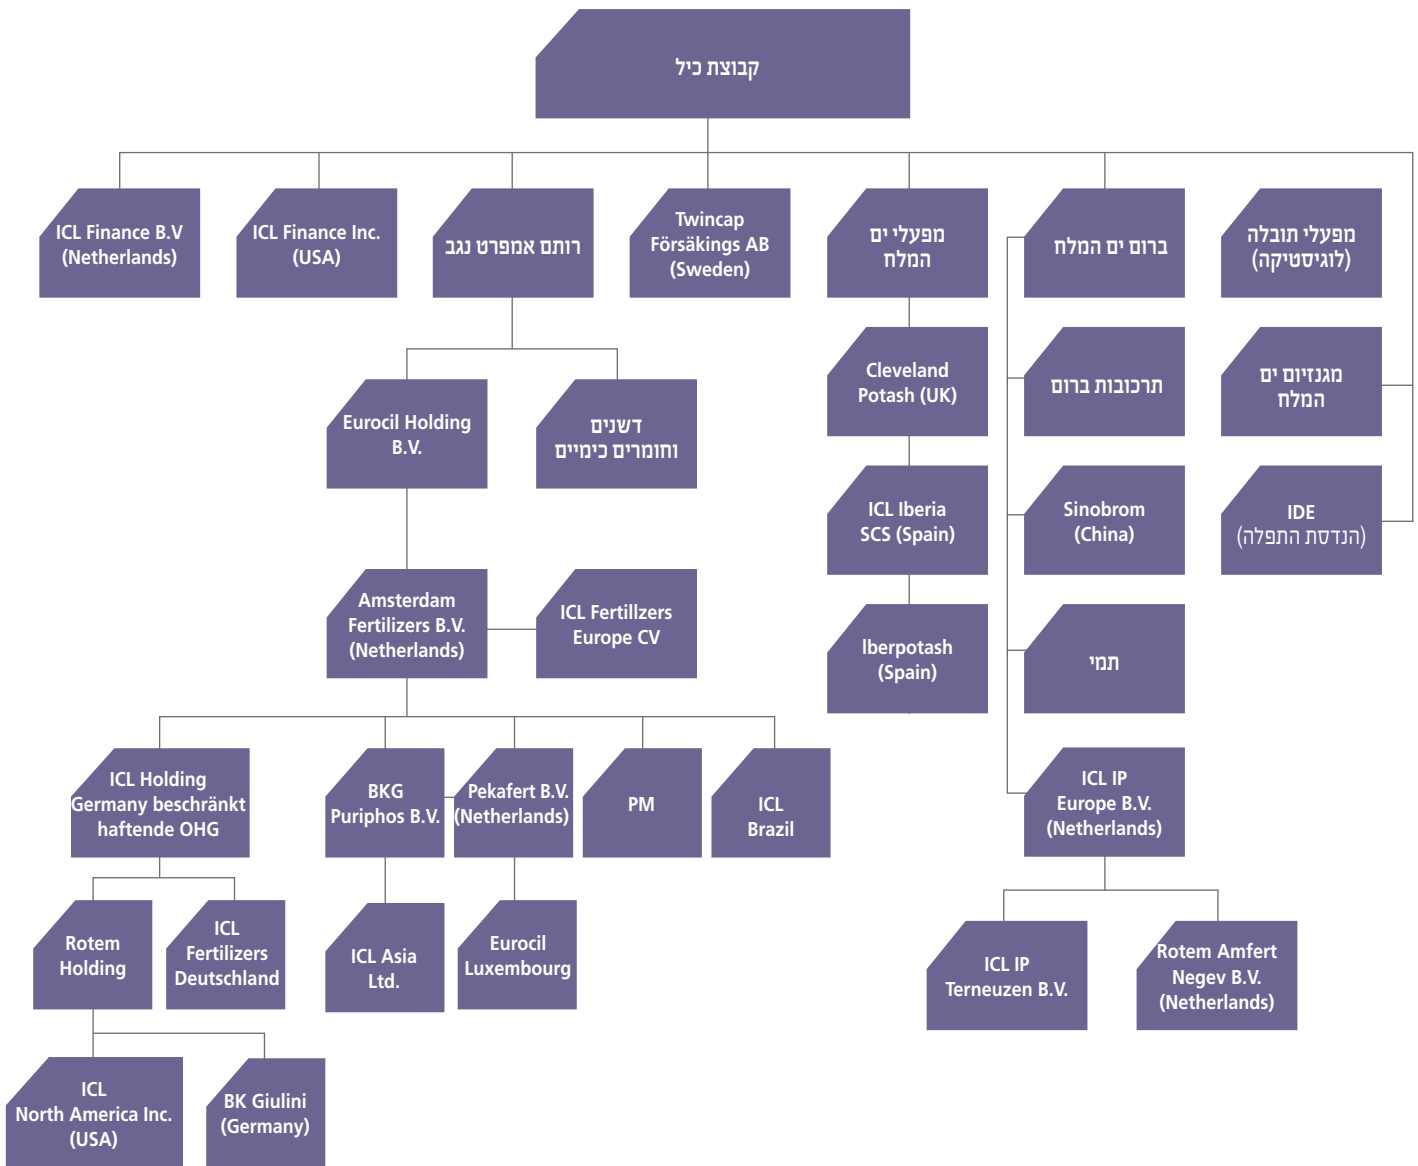 קבוצת כיל
ICL Finance B.V
(Netherlands)
ICL Finance Inc.
(USA)
רותם אמפרט נגב
Twincap
Försäkings AB
(Sweden)
מפעלי ים
המלח
ברום ים המלח
מפעלי תובלה
(לוגיסטיקה)
Eurocil Holding
B.V.
דשנים
וחומרים כימיים
Cleveland
Potash (UK)
תרכובות ברום
מגנזיום ים
המלח
ICL Iberia
SCS (Spain)
Sinobrom
(China)
IDE
(הנדסת התפלה)
Amsterdam
Fertilizers B.V.
(Netherlands)
ICL Fertillzers
Europe CV
Iberpotash
(Spain)
תמי
ICL Holding
Germany beschränkt
haftende OHG
BKG
Puriphos B.V.
Pekafert B.V.
(Netherlands)
PM
ICL
Brazil
ICL IP
Europe B.V.
(Netherlands)
Rotem
Holding
ICL
Fertilizers
Deutschland
ICL Asia
Ltd.
Eurocil
Luxembourg
ICL IP
Terneuzen B.V.
Rotem Amfert
Negev B.V.
(Netherlands)
ICL
North America Inc.
(USA)
BK Giulini
(Germany)